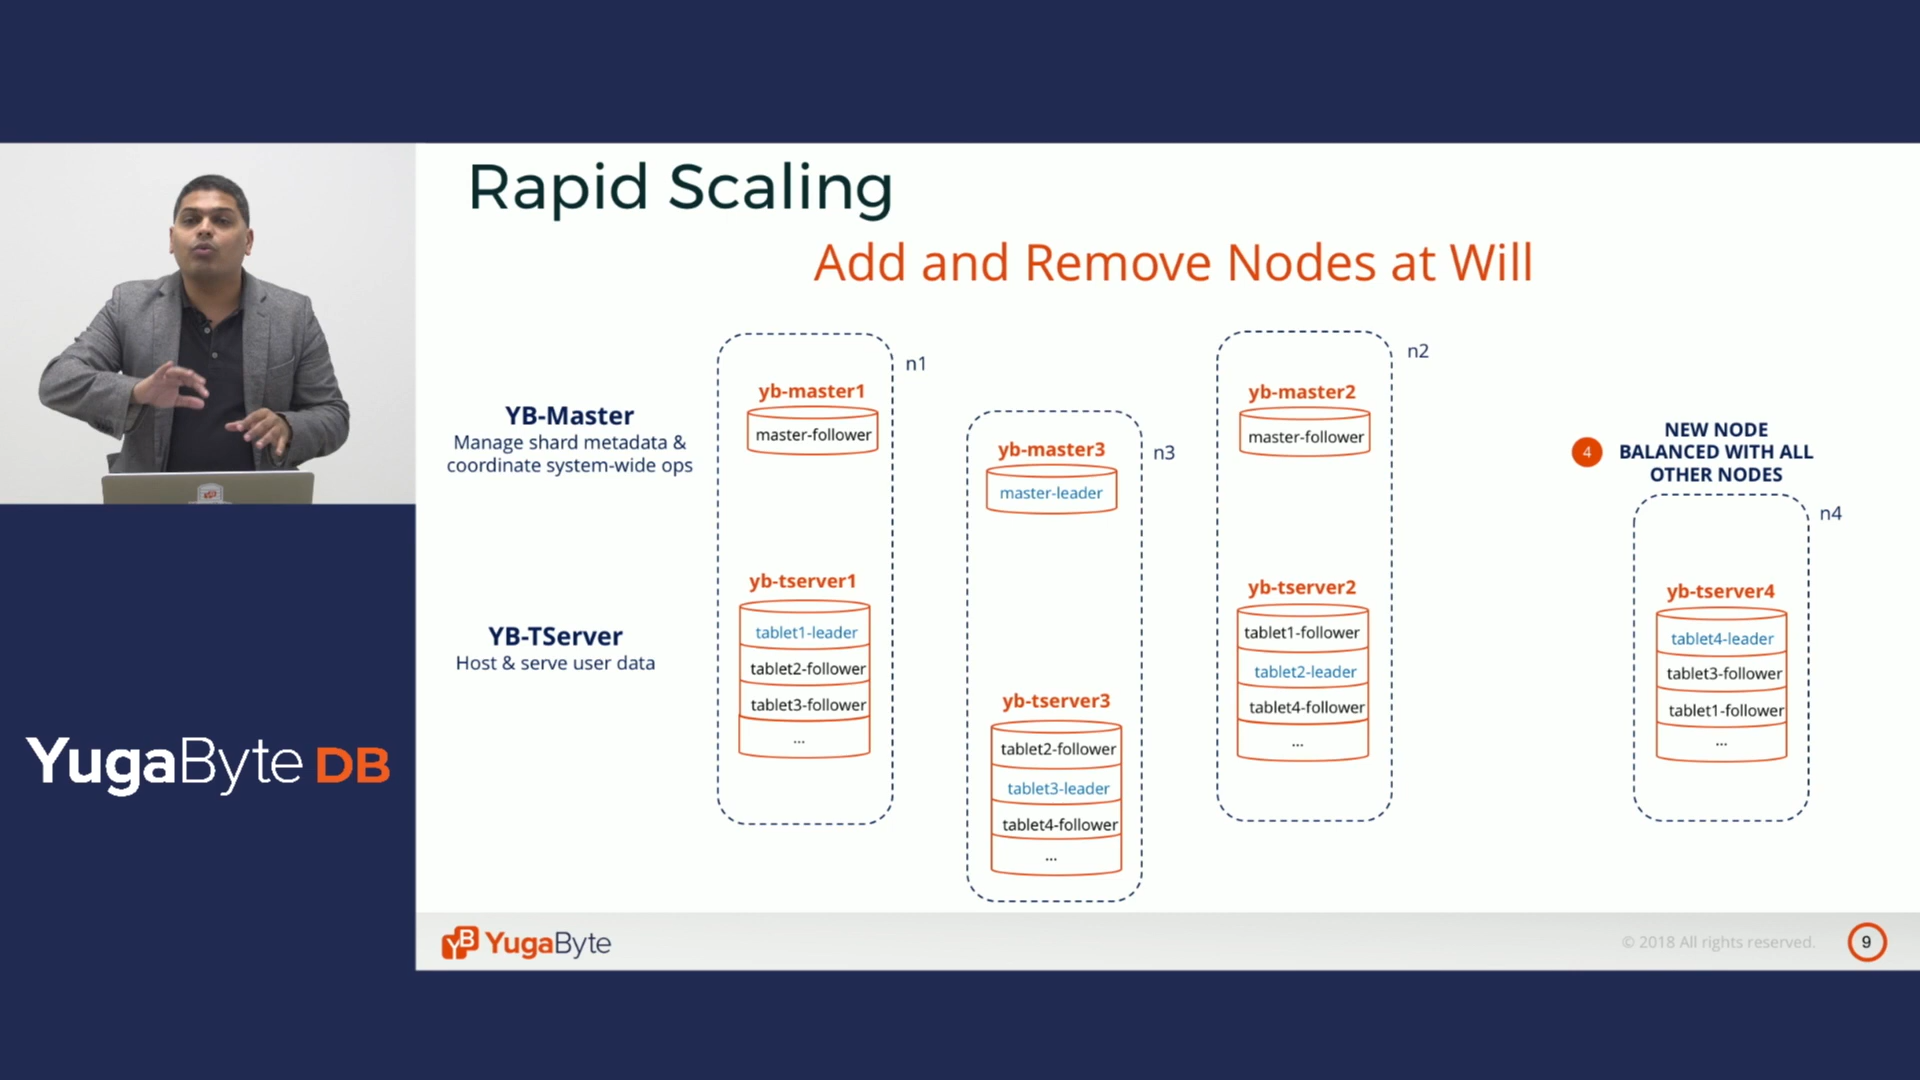 Rapid Scaling
Add and Remove Nodes at Will
YB-Master
Manage shard metadata &
coordinate system-wide ops
YB-TServer
Host & serve user data
n1
yb-master1
master-follower
yb-tserver1
tablet1-leader
tablet2-follower
tablet3-follower
...
n3
yb-master3
master-leader
yb-tserver3
tablet2-follower
tablet3-leader
tablet4-follower
...
n2
yb-master2
master-follower
yb-tserver2
tablet1-follower
tablet2-leader
tablet4-follower
...
4
NEW NODE
BALANCED WITH ALL
OTHER NODES
n4
yb-tserver4
tablet4-leader
tablet3-follower
tablet1-follower
...
YugaByte DB
YB YugaByte
© 2018 All rights reserved.
9